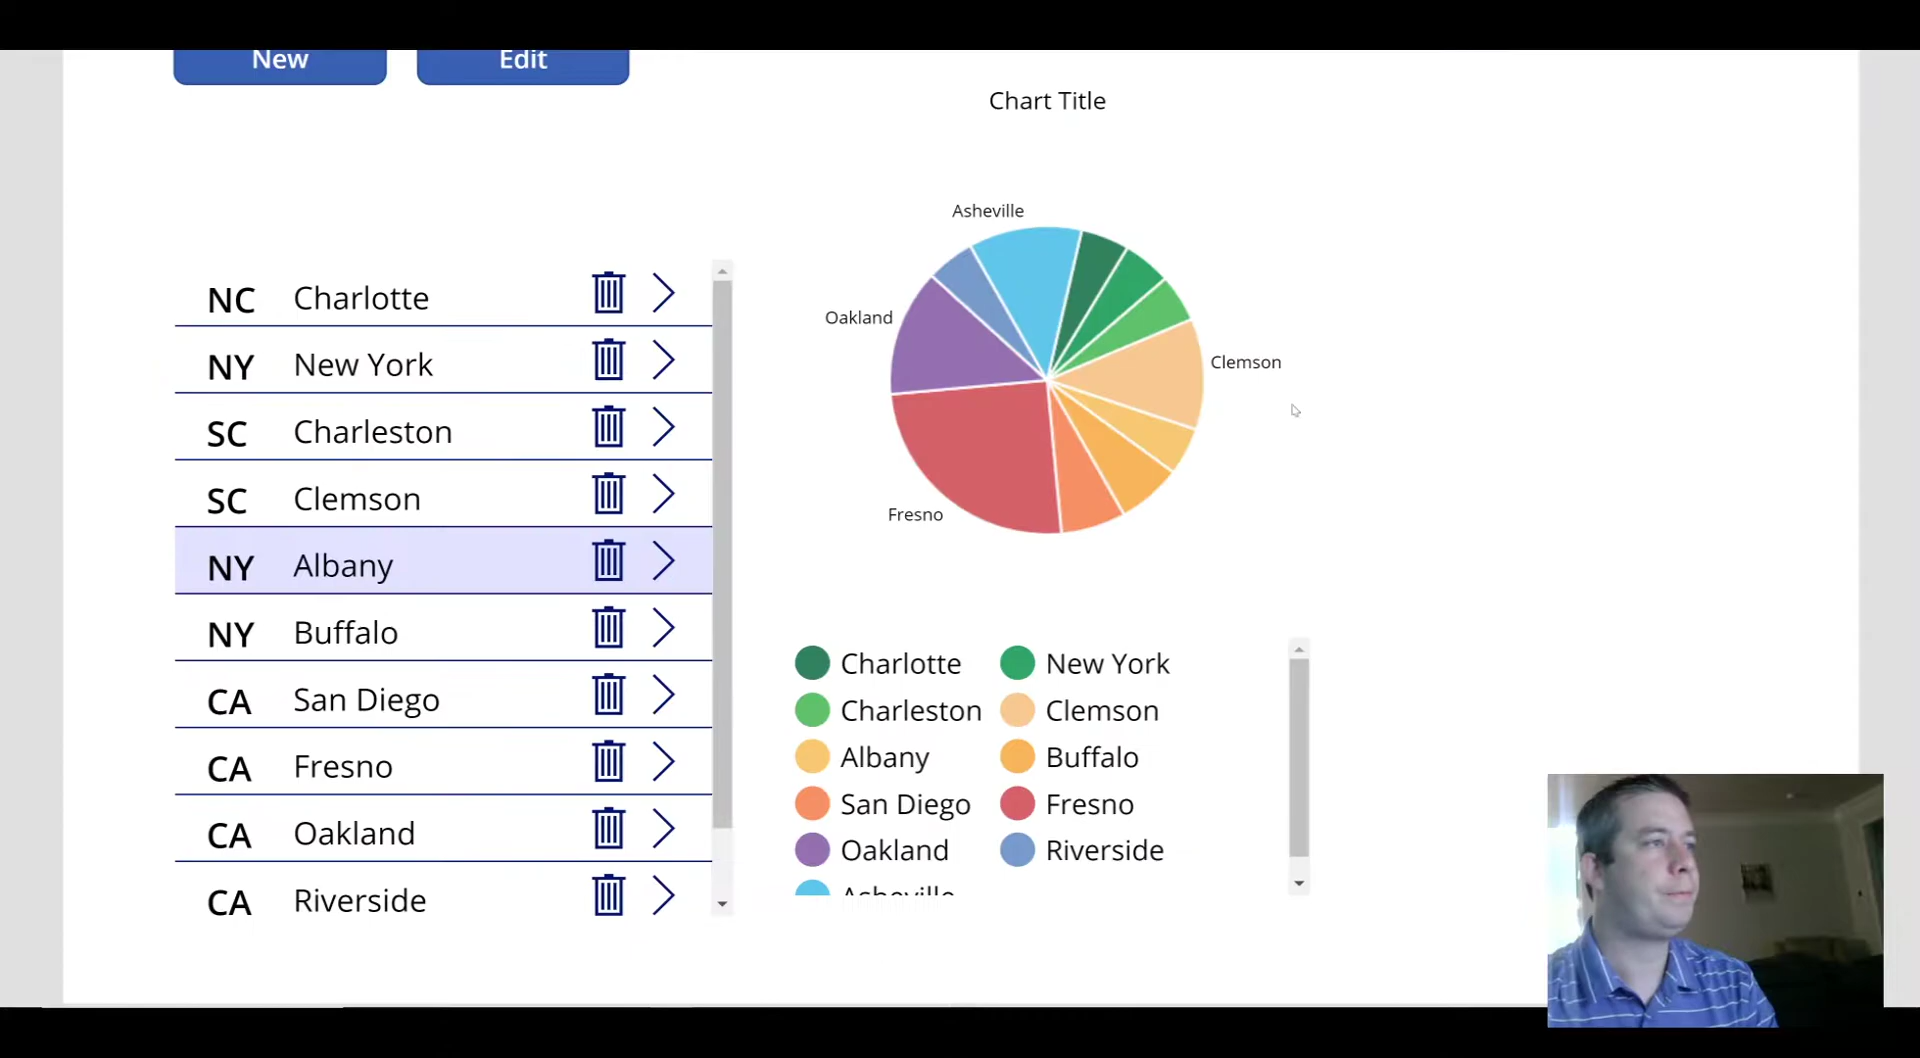 New Edit
Chart Title
NC Charlotte
NY New York
SC Charleston
SC Clemson
NY Albany
NY Buffalo
CA San Diego
CA Fresno
CA Oakland
CA Riverside
Asheville
Oakland
Clemson
Fresno
Charlotte New York
Charleston Clemson
Albany Buffalo
San Diego Fresno
Oakland Riverside
Asheville